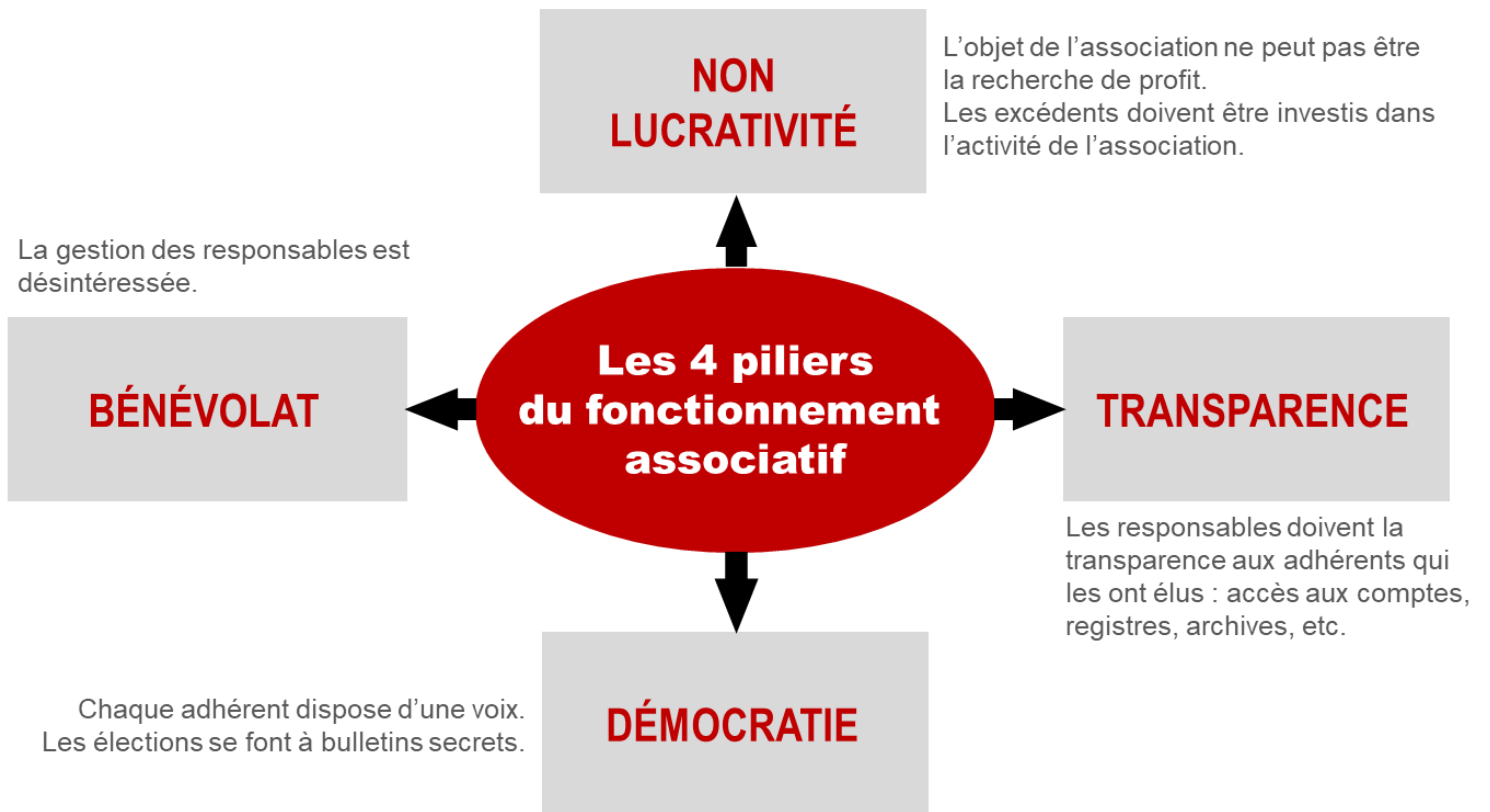 NON
LUCRATIVITÉ
L’objet de l’association ne peut pas être
la recherche de profit.
Les excédents doivent être investis dans
l’activité de l’association.
La gestion des responsables est
désintéressée.
BÉNÉVOLAT
Les 4 piliers
du fonctionnement
associatif
TRANSPARENCE
Les responsables doivent la
transparence aux adhérents qui
les ont élus : accès aux comptes,
registres, archives, etc.
Chaque adhérent dispose d’une voix.
Les élections se font à bulletins secrets.
DÉMOCRATIE